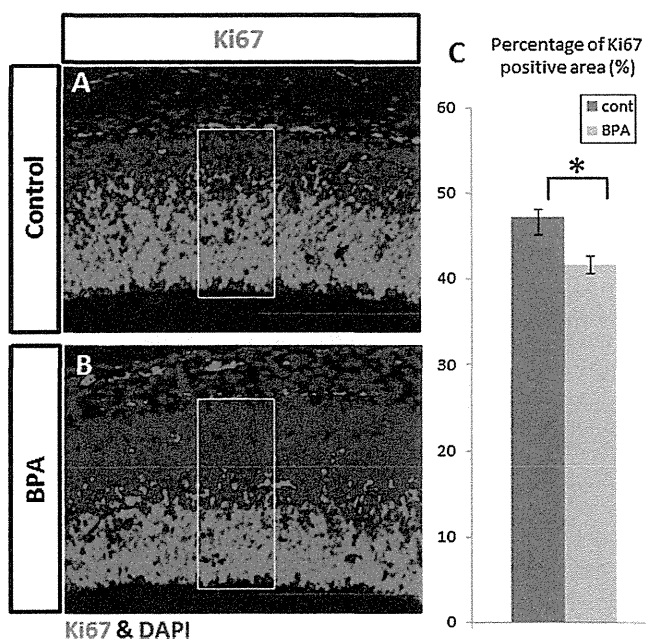 Ki67
Control
A
BPA
B
Ki67 & DAPI
C
Percentage of Ki67
positive area (%)
cont
BPA
*
60
50
40
30
20
10
0